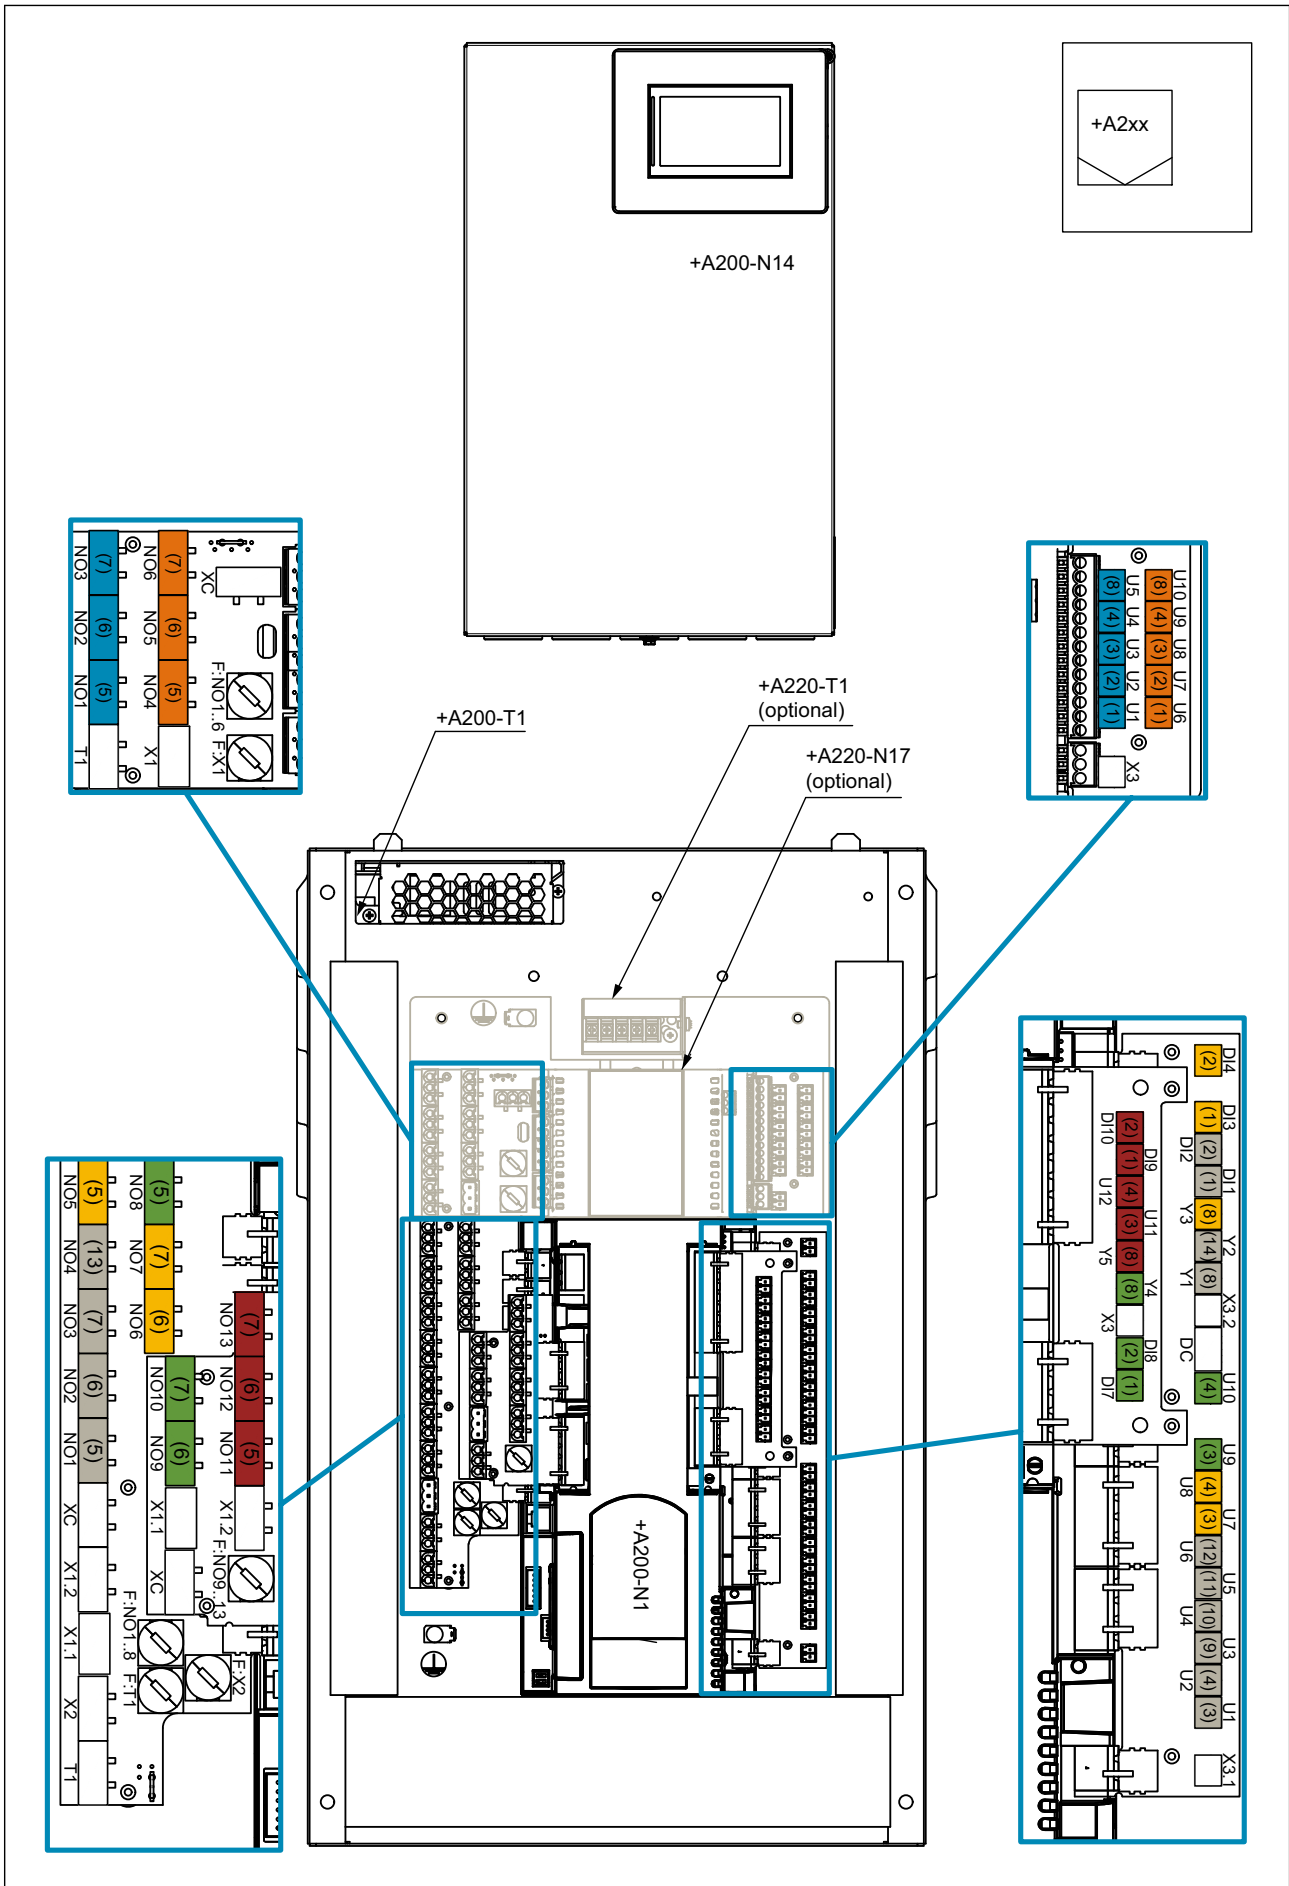 +A2xx
+A200-N14
+A200-T1
+A220-T1
(optional)
+A220-N17
(optional)
+A200-N1
(7) (6) (5)
NO3 NO2 NO1 T1
(7) (6) (5)
NO6 NO5 NO4 X1
XC
F:NO1..6 F:X1
U10 U9 U8 U7 U6
(8) (4) (3) (2) (1)
U5 U4 U3 U2 U1
(8) (4) (3) (2) (1)
X3
(5) (13) (7) (6) (5)
NO5 NO4 NO3 NO2 NO1 XC X1.2 X1.1 X2 T1
(5) (7) (6)
NO8 NO7 NO6
(7) (6)
NO10 NO9 X1.1 XC
(7) (6) (5)
NO13 NO12 NO11 X1.2
F:NO9..13
F:NO1..8
F:T1
F:X2
DI4 DI3 DI2 DI1 Y3 Y2 Y1 X3.2 DC U10 U9 U8 U7 U6 U5 U4 U3 U2 U1 X3.1
(2) (1) (2) (1) (8) (14) (8) (4) (3) (4) (3) (12) (11) (10) (9) (4) (3)
DI10 DI9 U12 U11 Y5 Y4 X3 DI8 DI7
(2) (1) (4) (3) (8) (8) (2) (1)